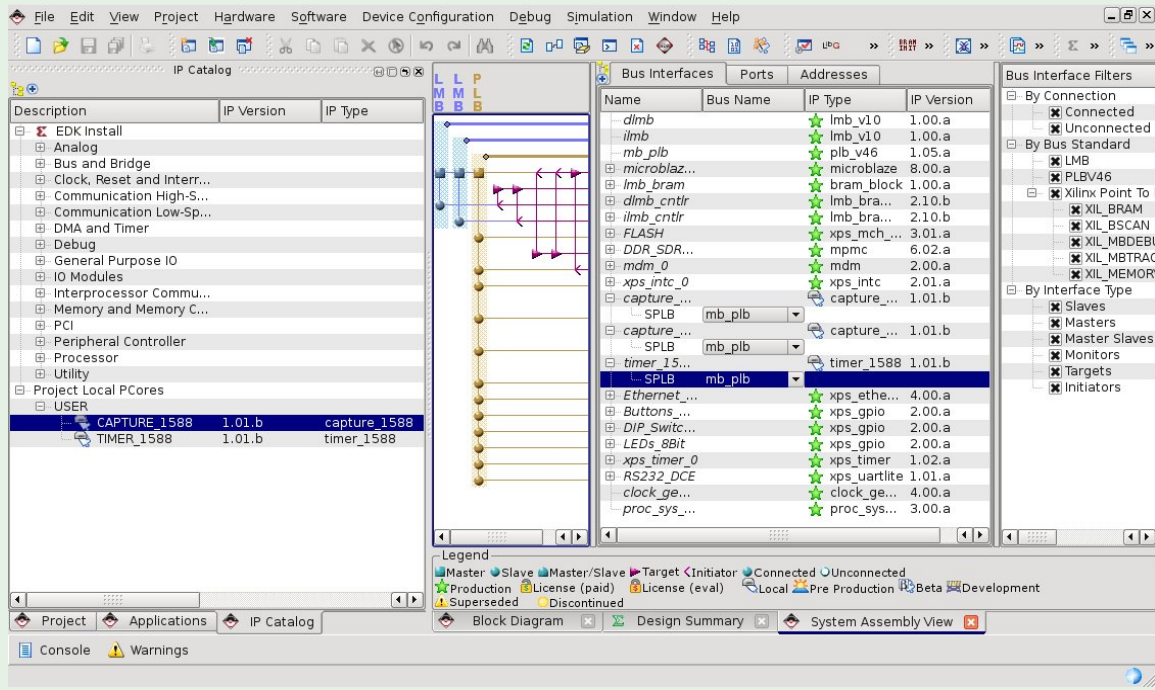 File Edit View Project Hardware Software Device Configuration Debug Simulation Window Help
IP Catalog
Description IP Version IP Type
EDK Install
Analog
Bus and Bridge
Clock, Reset and Interr...
Communication High-S...
Communication Low-Sp...
DMA and Timer
Debug
General Purpose IO
IO Modules
Interprocessor Commu...
Memory and Memory C...
PCI
Peripheral Controller
Processor
Utility
Project Local PCores
USER
CAPTURE_1588 1.01.b capture_1588
TIMER_1588 1.01.b timer_1588
Project Applications IP Catalog
LMB LMB PLB
Bus Interfaces Ports Addresses
Name Bus Name IP Type IP Version
dlmb lmb_v10 1.00.a
ilmb lmb_v10 1.00.a
mb_plb plb_v46 1.05.a
microblaz... microblaze 8.00.a
lmb_bram bram_block 1.00.a
dlmb_cntlr lmb_bra... 2.10.b
ilmb_cntlr lmb_bra... 2.10.b
FLASH xps_mch_... 3.01.a
DDR_SDR... mpmc 6.02.a
mdm_0 mdm 2.00.a
xps_intc_0 xps_intc 2.01.a
capture_... capture_... 1.01.b
SPLB mb_plb
capture_... capture_... 1.01.b
SPLB mb_plb
timer_15... timer_1588 1.01.b
SPLB mb_plb
Ethernet_... xps_ethe... 4.00.a
Buttons_... xps_gpio 2.00.a
DIP_Switc... xps_gpio 2.00.a
LEDs_8Bit xps_gpio 2.00.a
xps_timer_0 xps_timer 1.02.a
RS232_DCE xps_uartlite 1.01.a
clock_ge... clock_ge... 4.00.a
proc_sys_... proc_sys... 3.00.a
Bus Interface Filters
By Connection
Connected
Unconnected
By Bus Standard
LMB
PLBV46
Xilinx Point To
XIL_BRAM
XIL_BSCAN
XIL_MBDEBU
XIL_MBTRAC
XIL_MEMORY
By Interface Type
Slaves
Masters
Master Slaves
Monitors
Targets
Initiators
Legend
Master Slave Master/Slave Target Initiator Connected Unconnected
Production License (paid) License (eval) Local Pre Production Beta Development
Superseded Discontinued
Block Diagram Design Summary System Assembly View
Console Warnings